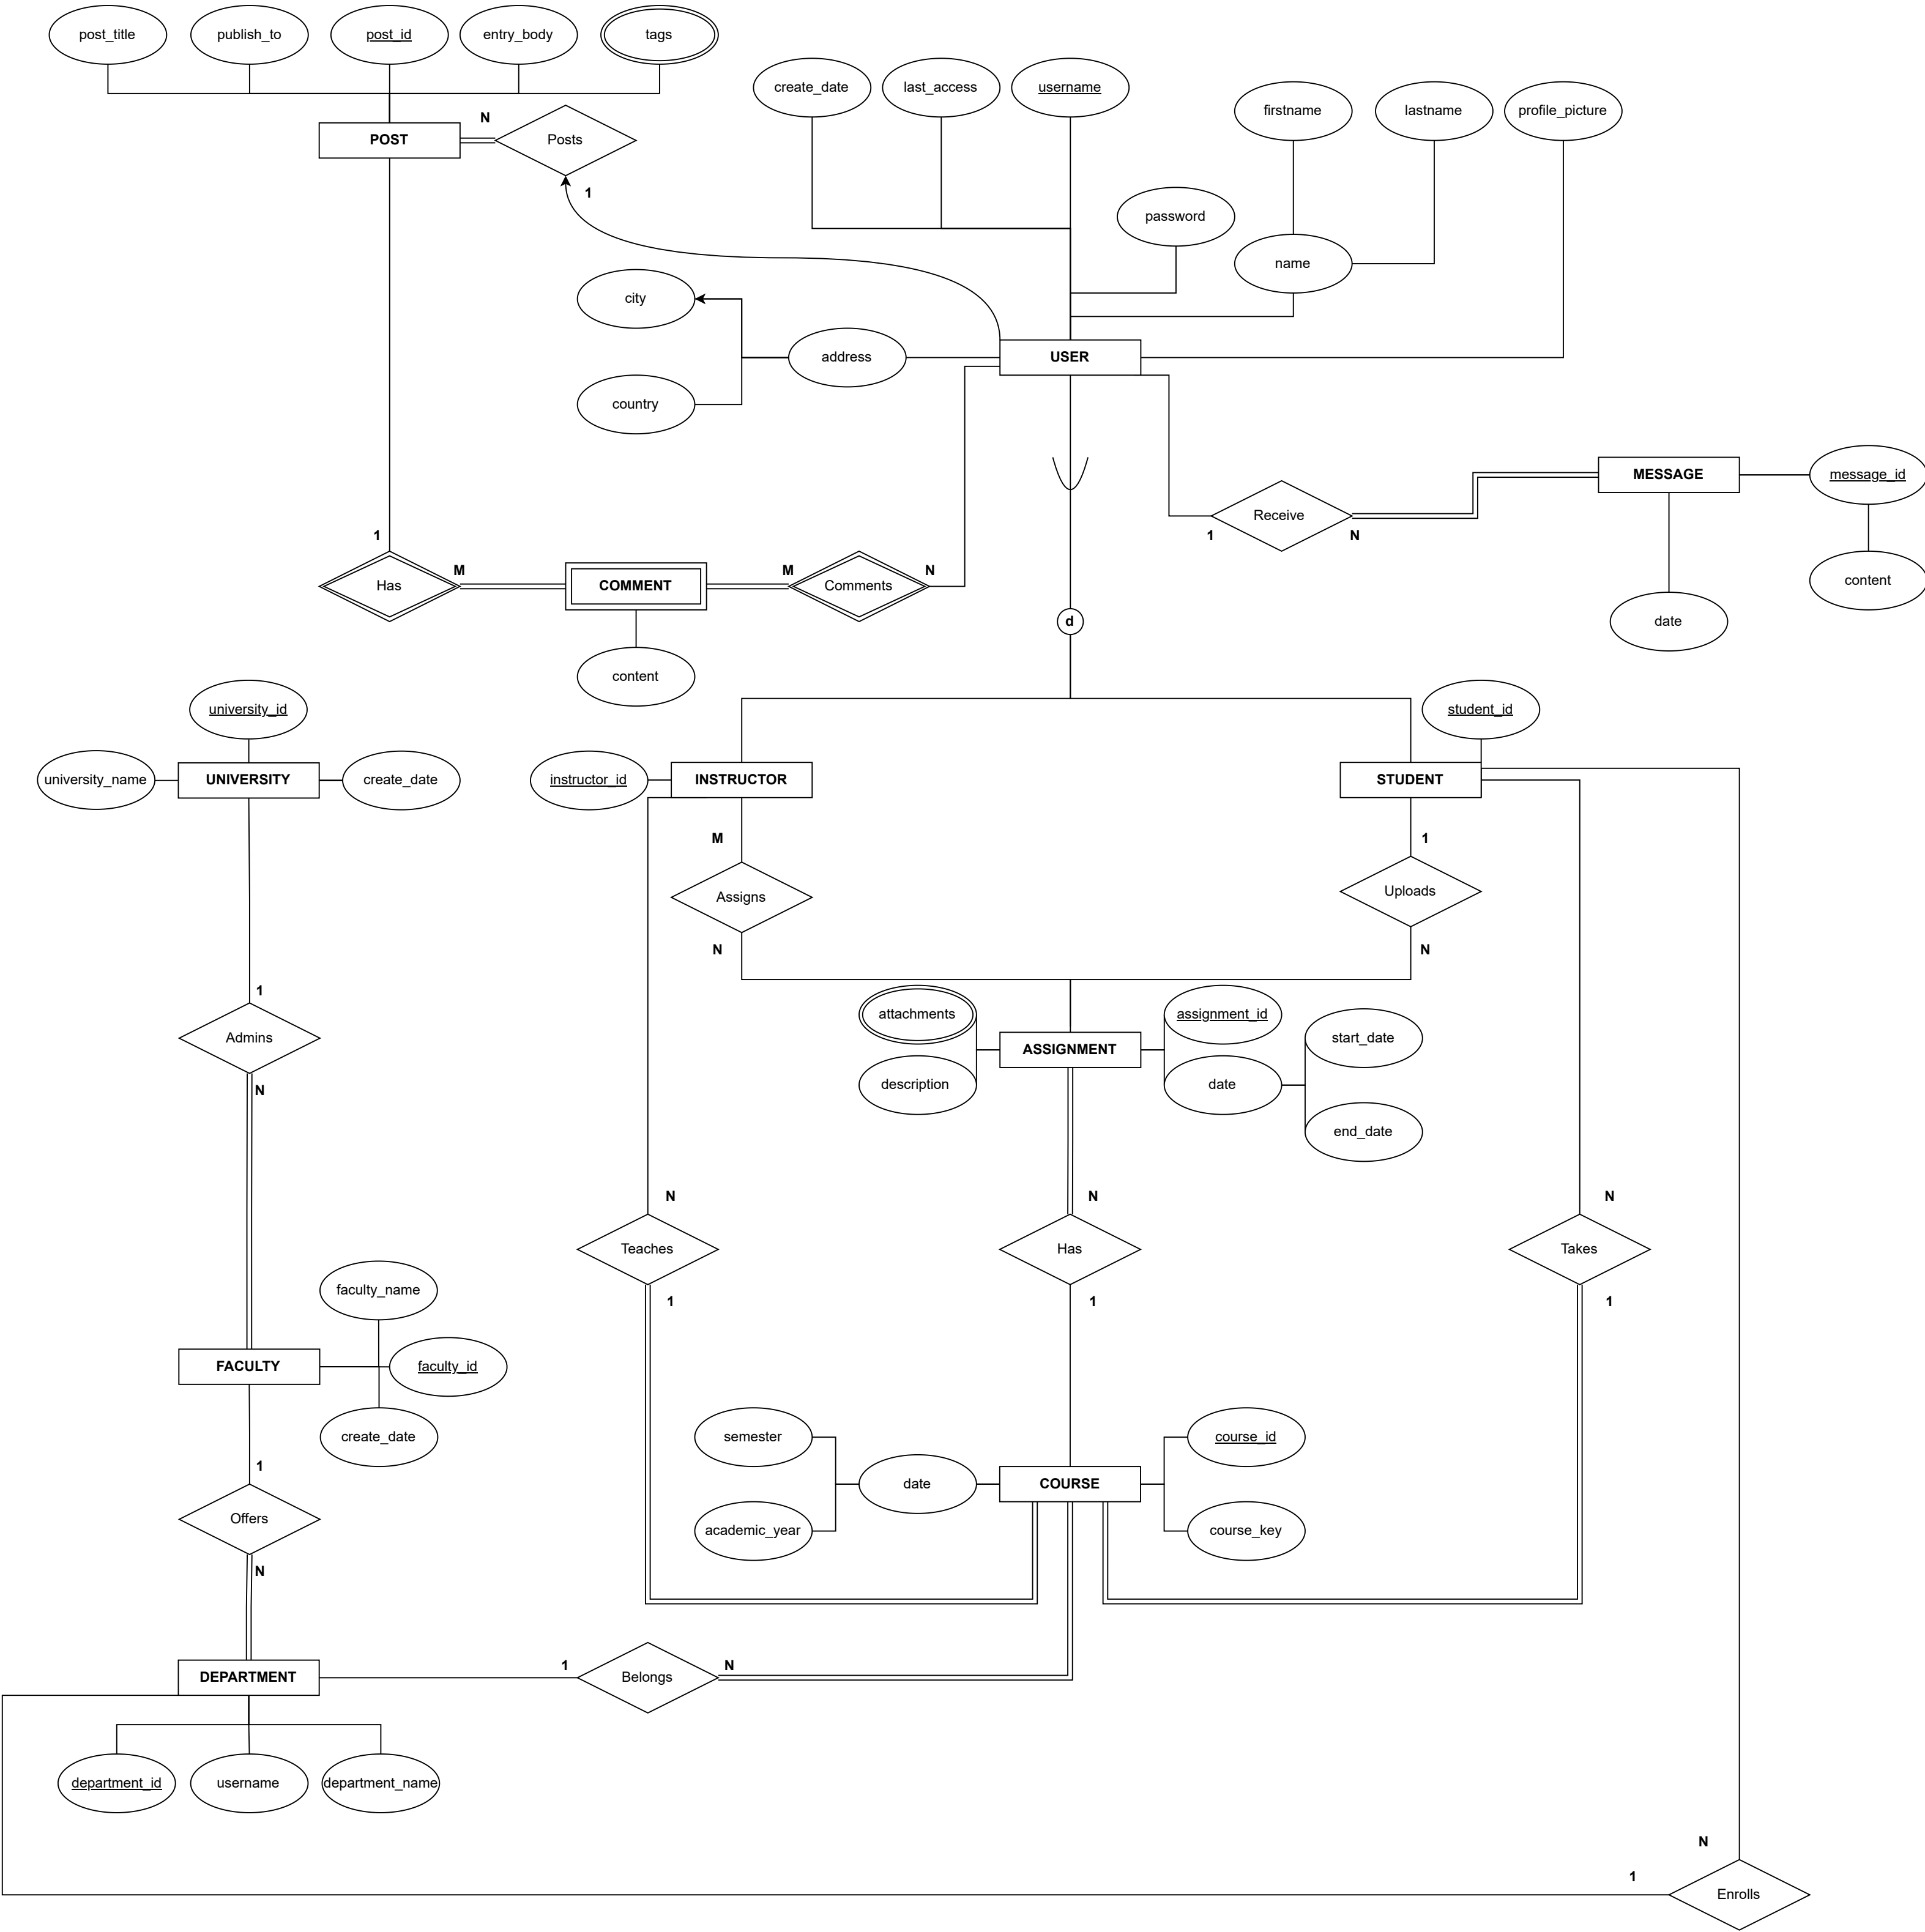 post_title
publish_to
post_id
entry_body
tags
create_date
last_access
username
firstname
lastname
profile_picture
POST
N
Posts
1
password
name
city
address
USER
country
MESSAGE
message_id
Receive
1
N
content
date
1
Has
M
COMMENT
M
Comments
N
d
content
university_id
student_id
university_name
UNIVERSITY
create_date
instructor_id
INSTRUCTOR
STUDENT
M
1
Assigns
Uploads
N
N
1
Admins
N
attachments
assignment_id
start_date
ASSIGNMENT
description
date
end_date
N
N
N
Teaches
Has
Takes
1
1
1
faculty_name
FACULTY
faculty_id
create_date
semester
course_id
1
date
COURSE
Offers
academic_year
course_key
N
DEPARTMENT
1
Belongs
N
department_id
username
department_name
N
1
Enrolls